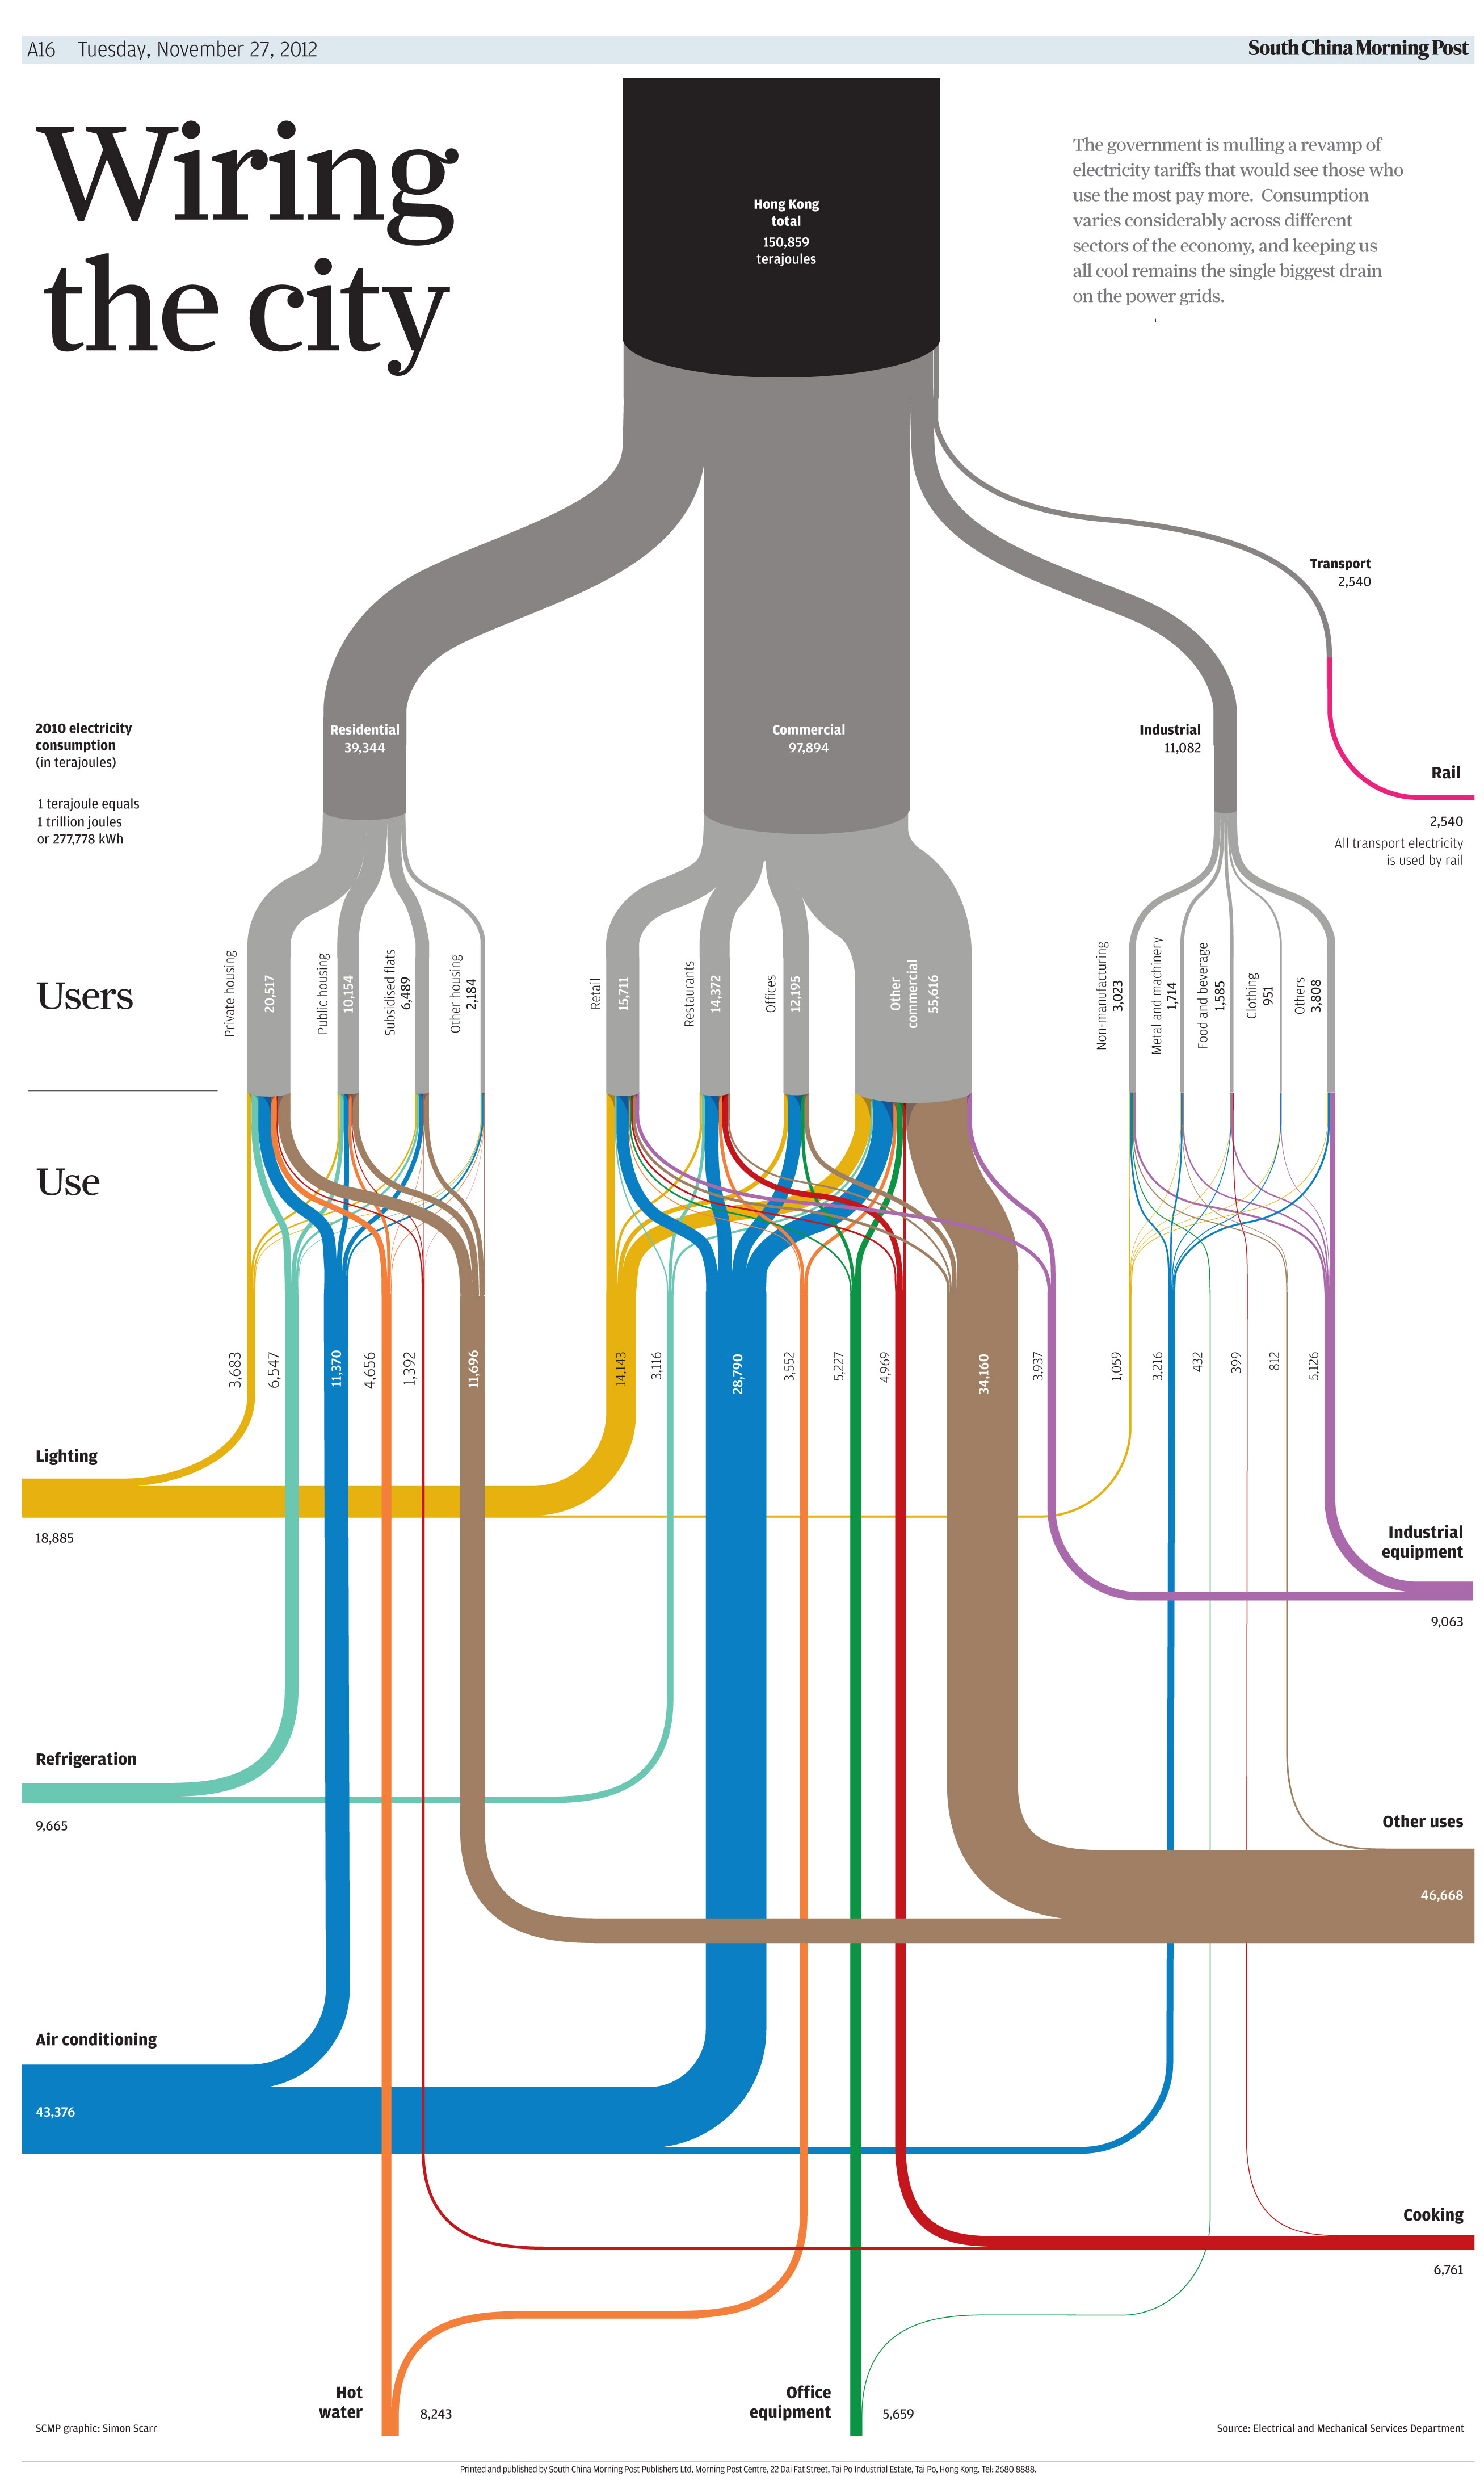 A16 Tuesday, November 27, 2012
South China Morning Post
Wiring
the city
The government is mulling a revamp of
electricity tariffs that would see those who
use the most pay more. Consumption
varies considerably across different
sectors of the economy, and keeping us
all cool remains the single biggest drain
on the power grids.
Hong Kong
total
150,859
terajoules
Transport
2,540
2010 electricity
consumption
(in terajoules)
1 terajoule equals
1 trillion joules
or 277,778 kWh
Residential
39,344
Commercial
97,894
Industrial
11,082
Rail
2,540
All transport electricity
is used by rail
Users
Private housing
20,517
Public housing
10,154
Subsidised flats
6,489
Other housing
2,184
Retail
15,711
Restaurants
14,372
Offices
12,195
Other
commercial
55,616
Non-manufacturing
3,023
Metal and machinery
1,714
Food and beverage
1,585
Clothing
951
Others
3,808
Use
3,683
6,547
11,370
4,656
1,392
11,696
14,143
3,116
28,790
3,552
5,227
4,969
34,160
3,937
1,059
3,216
432
399
812
5,126
Lighting
18,885
Industrial
equipment
9,063
Refrigeration
9,665
Other uses
46,668
Air conditioning
43,376
Cooking
6,761
Hot
water
8,243
Office
equipment
5,659
SCMP graphic: Simon Scarr
Source: Electrical and Mechanical Services Department
Printed and published by South China Morning Post Publishers Ltd, Morning Post Centre, 22 Dai Fat Street, Tai Po Industrial Estate, Tai Po, Hong Kong. Tel: 2680 8888.